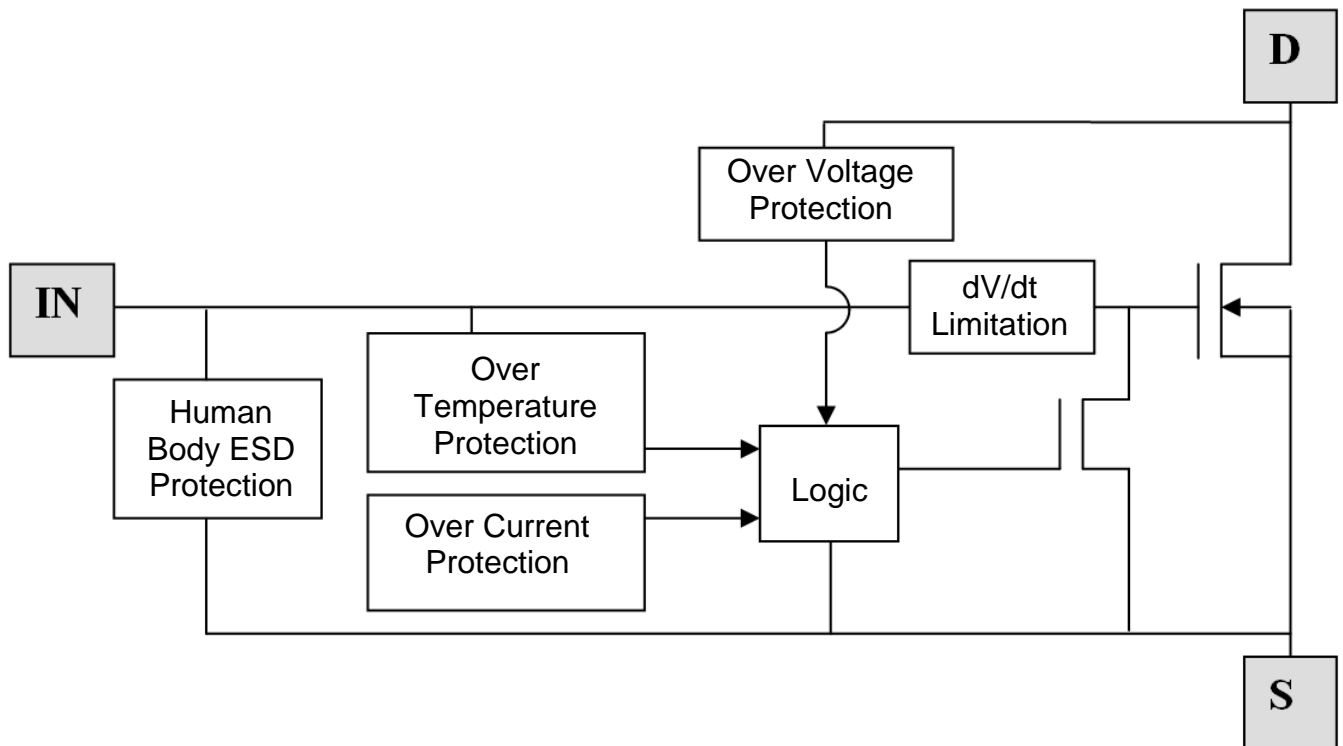 D
Over Voltage
Protection
IN
dV/dt
Limitation
Over
Temperature
Protection
Human
Body ESD
Protection
Logic
Over Current
Protection
S